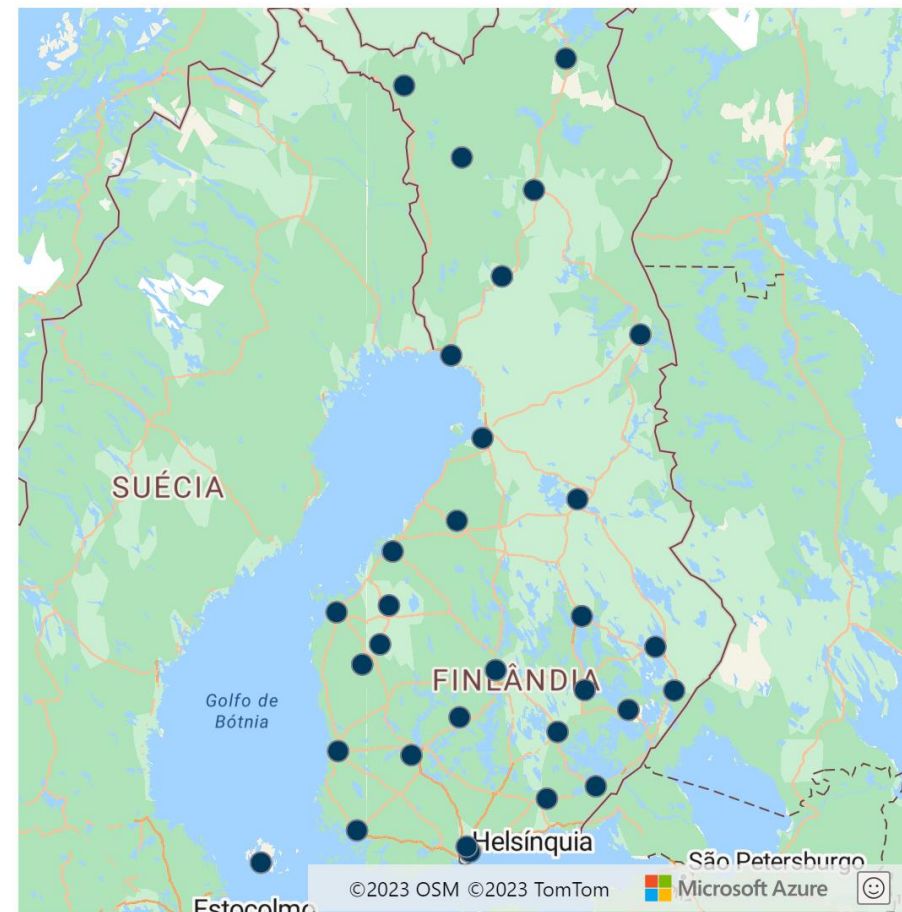 SUÉCIA
FINLÂNDIA
Golfo de
Bótnia
Helsínquia
São Petersburgo
Estocolmo
©2023 OSM ©2023 TomTom
Microsoft Azure